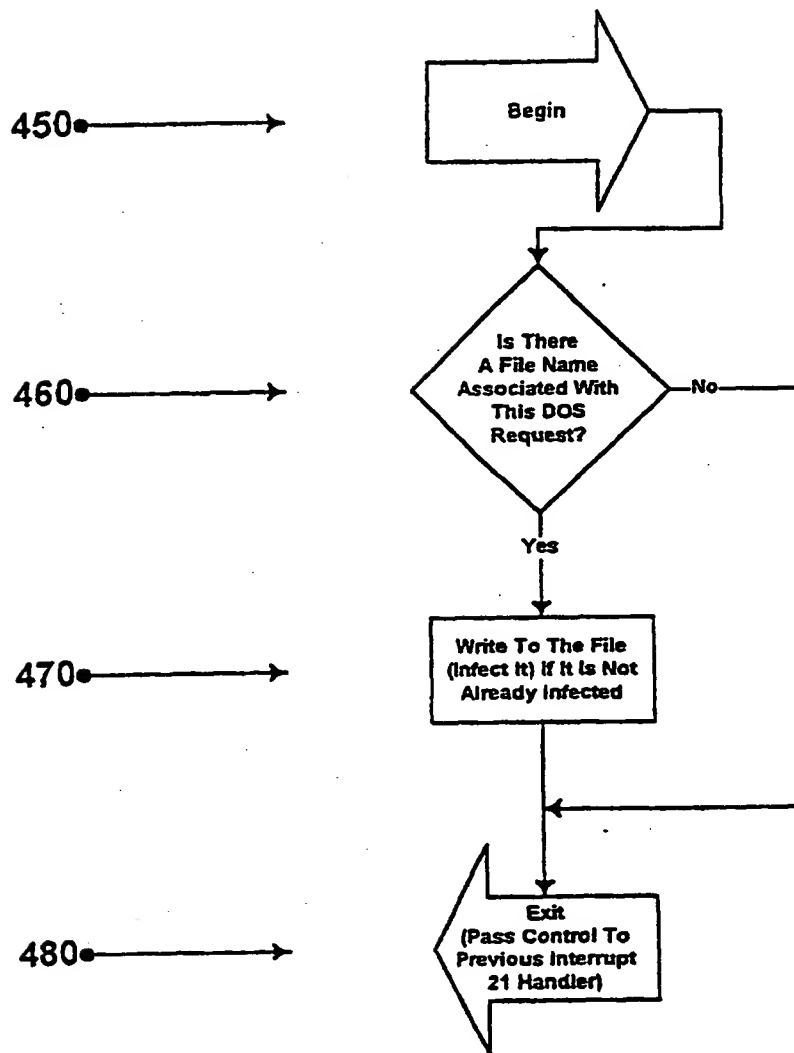 450
Begin
460
Is There
A File Name
Associated With
This DOS
Request?
No
Yes
470
Write To The File
(Infect It) If It Is Not
Already Infected
480
Exit
(Pass Control To
Previous Interrupt
21 Handler)